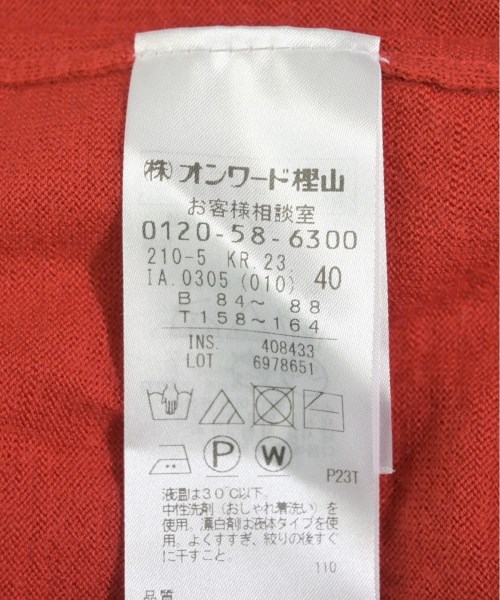 (株)オンワード樫山
お客様相談室
0120-58-6300
210-5 KR.23.
IA.0305 (010) 40
B 84～ 88
T158～164
INS. 408433
LOT 6978651
P W
P23T
液温は30℃以下。
中性洗剤(おしゃれ着洗い)を
使用。漂白剤は液体タイプを使
用。よくすすぎ、絞りの後すぐ
に干すこと。
110
品質